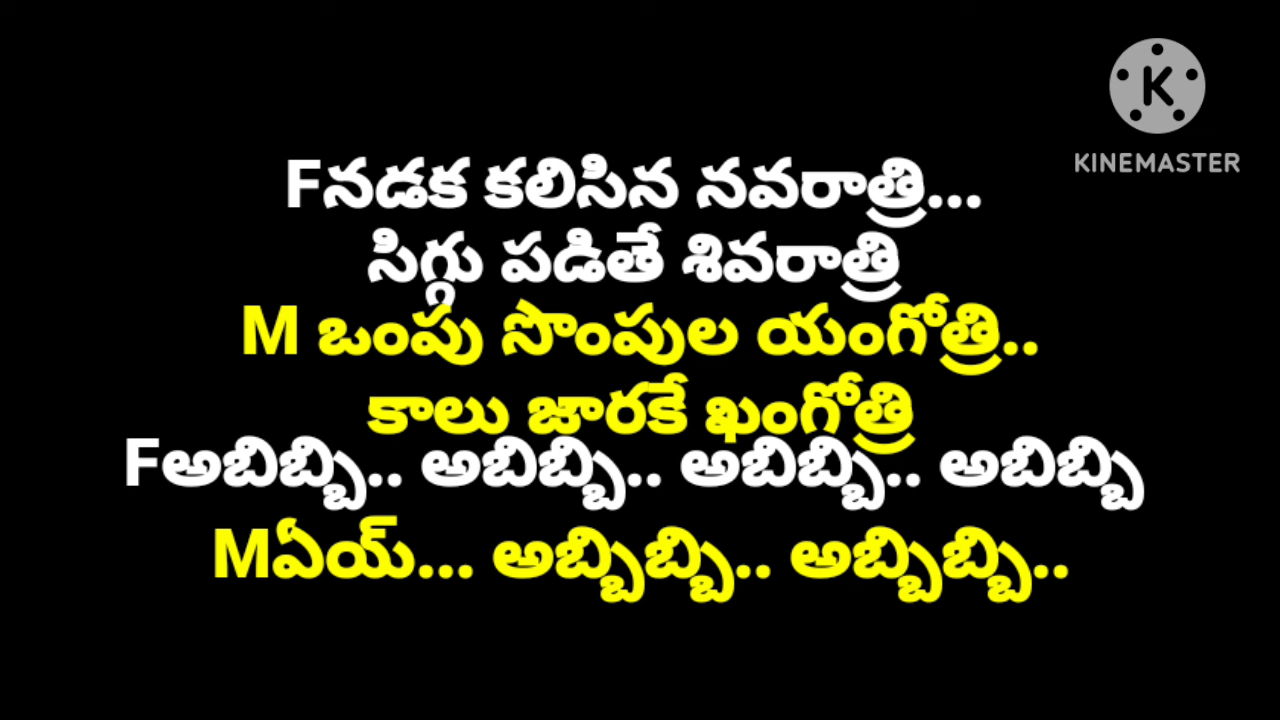 K
KINEMASTER
Fనడక కలిసిన నవరాత్రి...
సిగ్గు పడితే శివరాత్రి
M ఒంపు సొంపుల యంగోత్రి..
కాలు జారకే ఖంగోత్రి
Fఅబిబ్బి.. అబిబ్బి.. అబిబ్బి.. అబిబ్బి
Mఏయ్... అబ్బిబ్బి.. అబ్బిబ్బి..